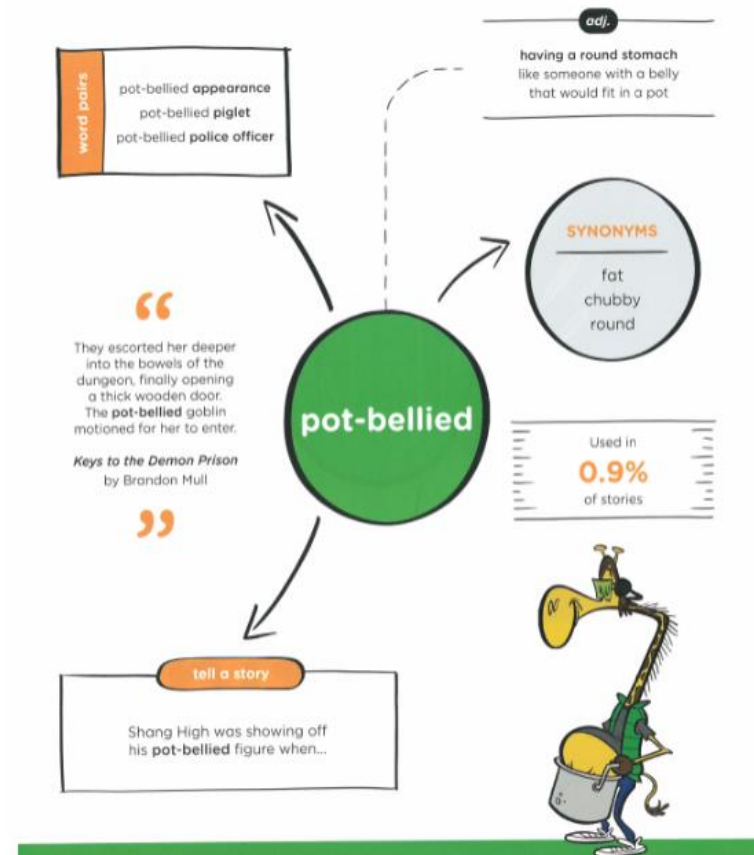 adj.
having a round stomach
like someone with a belly
that would fit in a pot
word pairs
pot-bellied appearance
pot-bellied piglet
pot-bellied police officer
SYNONYMS
fat
chubby
round
“
They escorted her deeper
into the bowels of the
dungeon, finally opening
a thick wooden door.
The pot-bellied goblin
motioned for her to enter.
Keys to the Demon Prison
by Brandon Mull
”
pot-bellied
Used in
0.9%
of stories
tell a story
Shang High was showing off
his pot-bellied figure when...